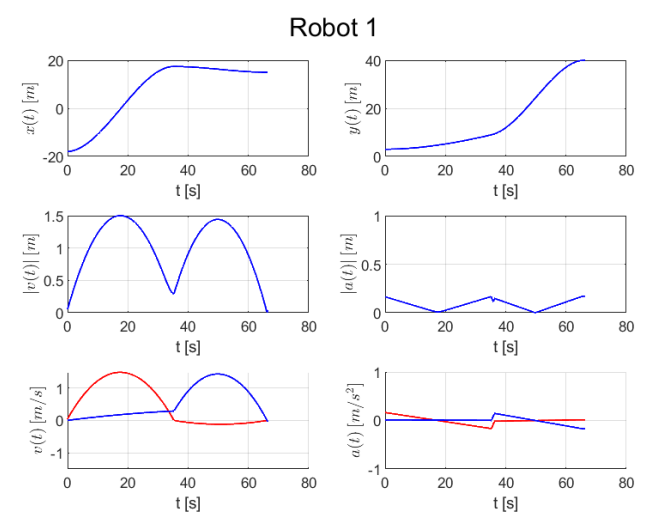 Robot 1
20
0
-20
x(t) [m]
0 20 40 60 80
t [s]
40
20
0
y(t) [m]
0 20 40 60 80
t [s]
1.5
1
0.5
0
|v(t)| [m]
0 20 40 60 80
t [s]
1
0.5
0
|a(t)| [m]
0 20 40 60 80
t [s]
1
0
-1
v(t) [m/s]
0 20 40 60 80
t [s]
1
0
-1
a(t) [m/s²]
0 20 40 60 80
t [s]